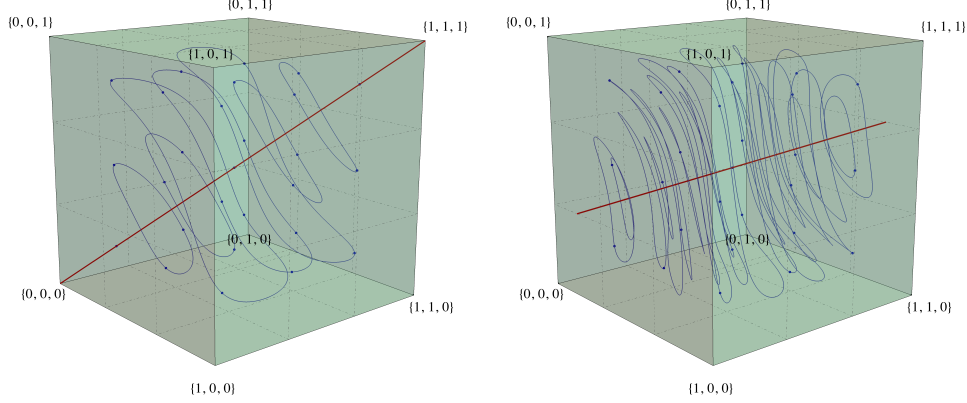 {0, 1, 1}
{0, 0, 1}
{1, 1, 1}
{1, 0, 1}
{0, 1, 0}
{0, 0, 0}
{1, 1, 0}
{1, 0, 0}
{0, 1, 1}
{0, 0, 1}
{1, 1, 1}
{1, 0, 1}
{0, 1, 0}
{0, 0, 0}
{1, 1, 0}
{1, 0, 0}